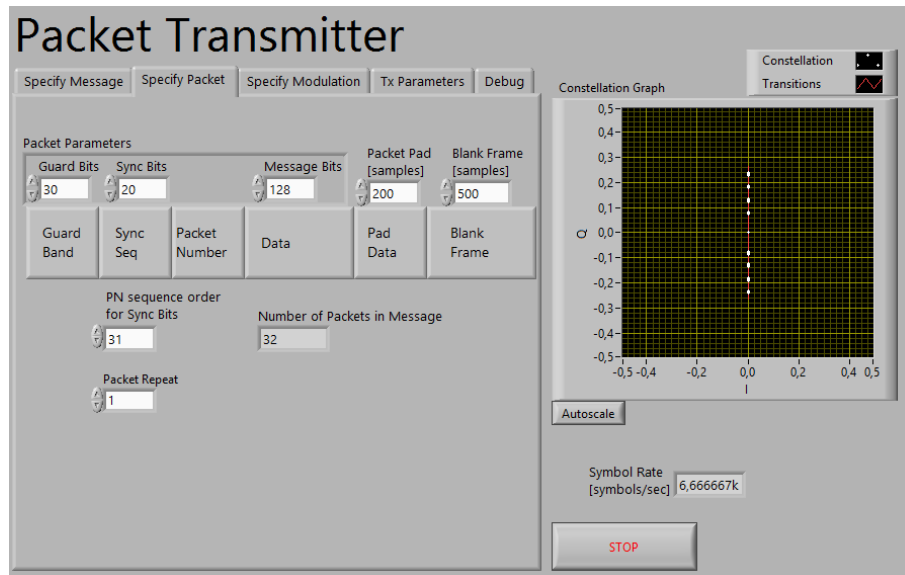 Packet Transmitter
Specify Message
Specify Packet
Specify Modulation
Tx Parameters
Debug
Packet Parameters
Guard Bits
30
Sync Bits
20
Message Bits
128
Packet Pad
[samples]
200
Blank Frame
[samples]
500
Guard
Band
Sync
Seq
Packet
Number
Data
Pad
Data
Blank
Frame
PN sequence order
for Sync Bits
31
Number of Packets in Message
32
Packet Repeat
1
Constellation Graph
Constellation
Transitions
0,5
0,4
0,3
0,2
0,1
0,0
-0,1
-0,2
-0,3
-0,4
-0,5
Q
-0,5 -0,4 -0,2 0,0 0,2 0,4 0,5
I
Autoscale
Symbol Rate
[symbols/sec]
6,666667k
STOP